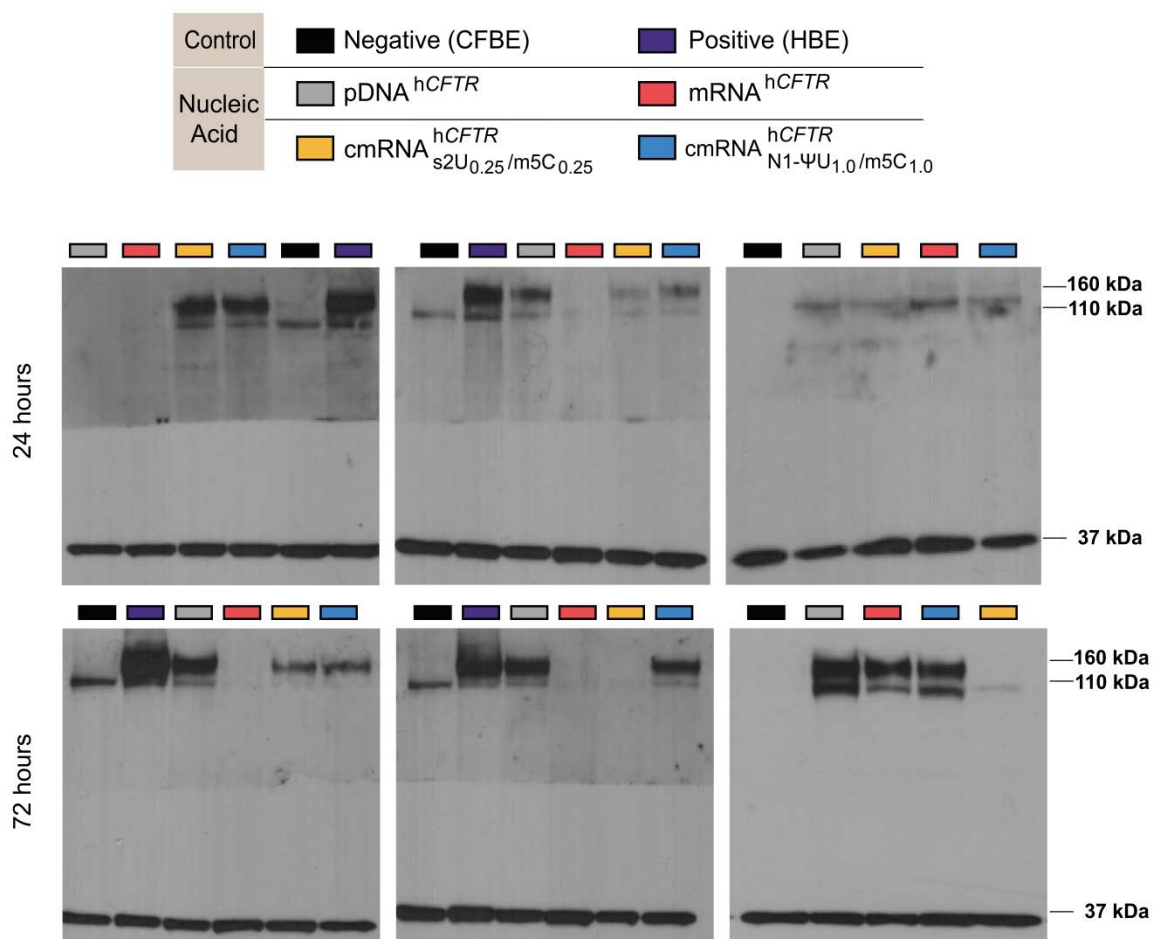 Control
Negative (CFBE)
Positive (HBE)
Nucleic
Acid
pDNA hCFTR
mRNA hCFTR
cmRNA hCFTR s2U0.25/m5C0.25
cmRNA hCFTR N1-ΨU1.0/m5C1.0
24 hours
160 kDa
110 kDa
37 kDa
72 hours
160 kDa
110 kDa
37 kDa